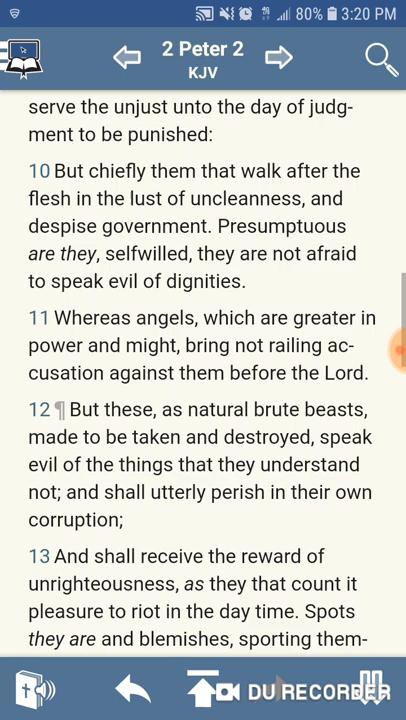 80% 3:20 PM
2 Peter 2
KJV
serve the unjust unto the day of judg-
ment to be punished:
10 But chiefly them that walk after the
flesh in the lust of uncleanness, and
despise government. Presumptuous
are they, selfwilled, they are not afraid
to speak evil of dignities.
11 Whereas angels, which are greater in
power and might, bring not railing ac-
cusation against them before the Lord.
12 ¶ But these, as natural brute beasts,
made to be taken and destroyed, speak
evil of the things that they understand
not; and shall utterly perish in their own
corruption;
13 And shall receive the reward of
unrighteousness, as they that count it
pleasure to riot in the day time. Spots
they are and blemishes, sporting them-
DU RECORDER